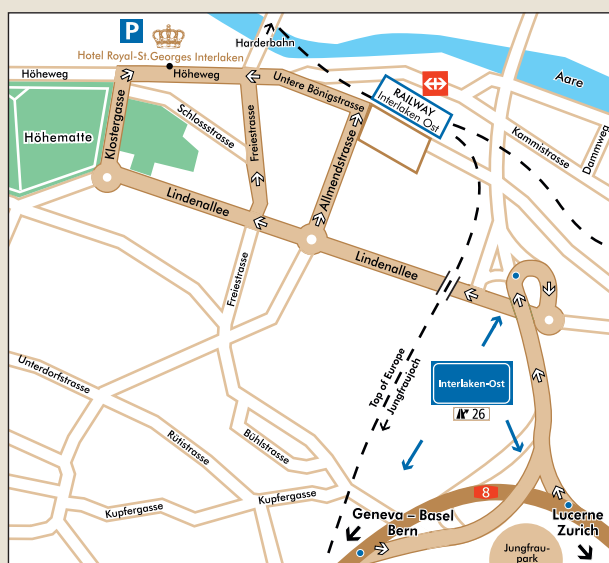 P
Harderbahn
Hotel Royal-St.Georges Interlaken
Höheweg
Höheweg
Untere Bönigstrasse
RAILWAY
Interlaken Ost
Aare
Klostergasse
Schlossstrasse
Freiestrasse
Kammistrasse
Dammweg
Höhematte
Allmendstrasse
Lindenallee
Lindenallee
Freiestrasse
Unterdorfstrasse
Top of Europe
Jungfraujoch
Interlaken-Ost
26
Rütistrasse
Bühlstrasse
Kupfergasse
Kupfergasse
8
Geneva – Basel
Bern
Lucerne
Zurich
Jungfrau-
park